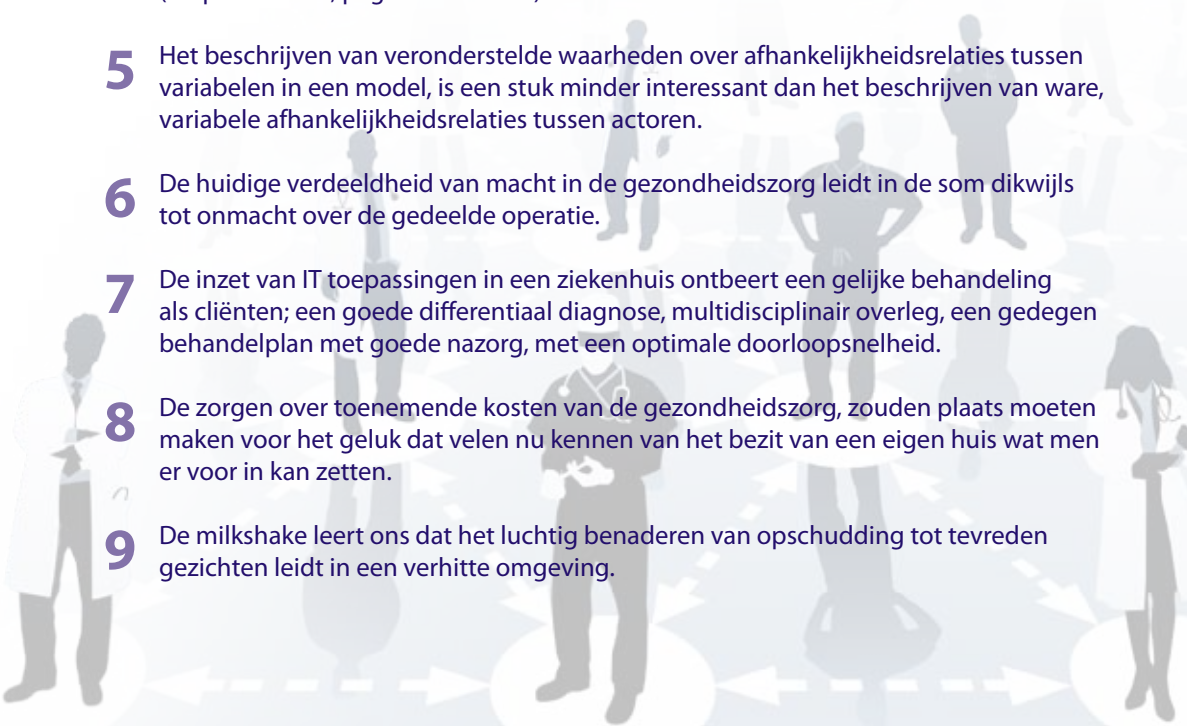 5 Het beschrijven van veronderstelde waarheden over afhankelijkheidsrelaties tussen
variabelen in een model, is een stuk minder interessant dan het beschrijven van ware,
variabele afhankelijkheidsrelaties tussen actoren.
6 De huidige verdeeldheid van macht in de gezondheidszorg leidt in de som dikwijls
tot onmacht over de gedeelde operatie.
7 De inzet van IT toepassingen in een ziekenhuis ontbeert een gelijke behandeling
als cliënten; een goede differentiaal diagnose, multidisciplinair overleg, een gedegen
behandelplan met goede nazorg, met een optimale doorloopsnelheid.
8 De zorgen over toenemende kosten van de gezondheidszorg, zouden plaats moeten
maken voor het geluk dat velen nu kennen van het bezit van een eigen huis wat men
er voor in kan zetten.
9 De milkshake leert ons dat het luchtig benaderen van opschudding tot tevreden
gezichten leidt in een verhitte omgeving.